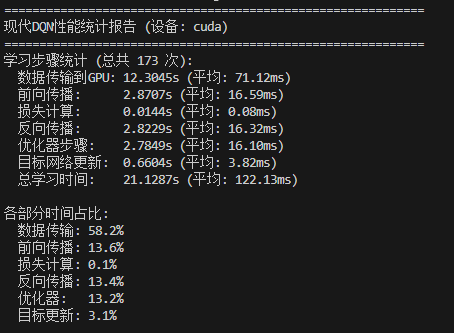 ============================================================
现代DQN性能统计报告 (设备: cuda)
============================================================
学习步骤统计 (总共 173 次):
  数据传输到GPU: 12.3045s (平均: 71.12ms)
  前向传播:     2.8707s (平均: 16.59ms)
  损失计算:     0.0144s (平均: 0.08ms)
  反向传播:     2.8229s (平均: 16.32ms)
  优化器步骤:   2.7849s (平均: 16.10ms)
  目标网络更新: 0.6604s (平均: 3.82ms)
  总学习时间:   21.1287s (平均: 122.13ms)

各部分时间占比:
  数据传输: 58.2%
  前向传播: 13.6%
  损失计算: 0.1%
  反向传播: 13.4%
  优化器:   13.2%
  目标更新: 3.1%